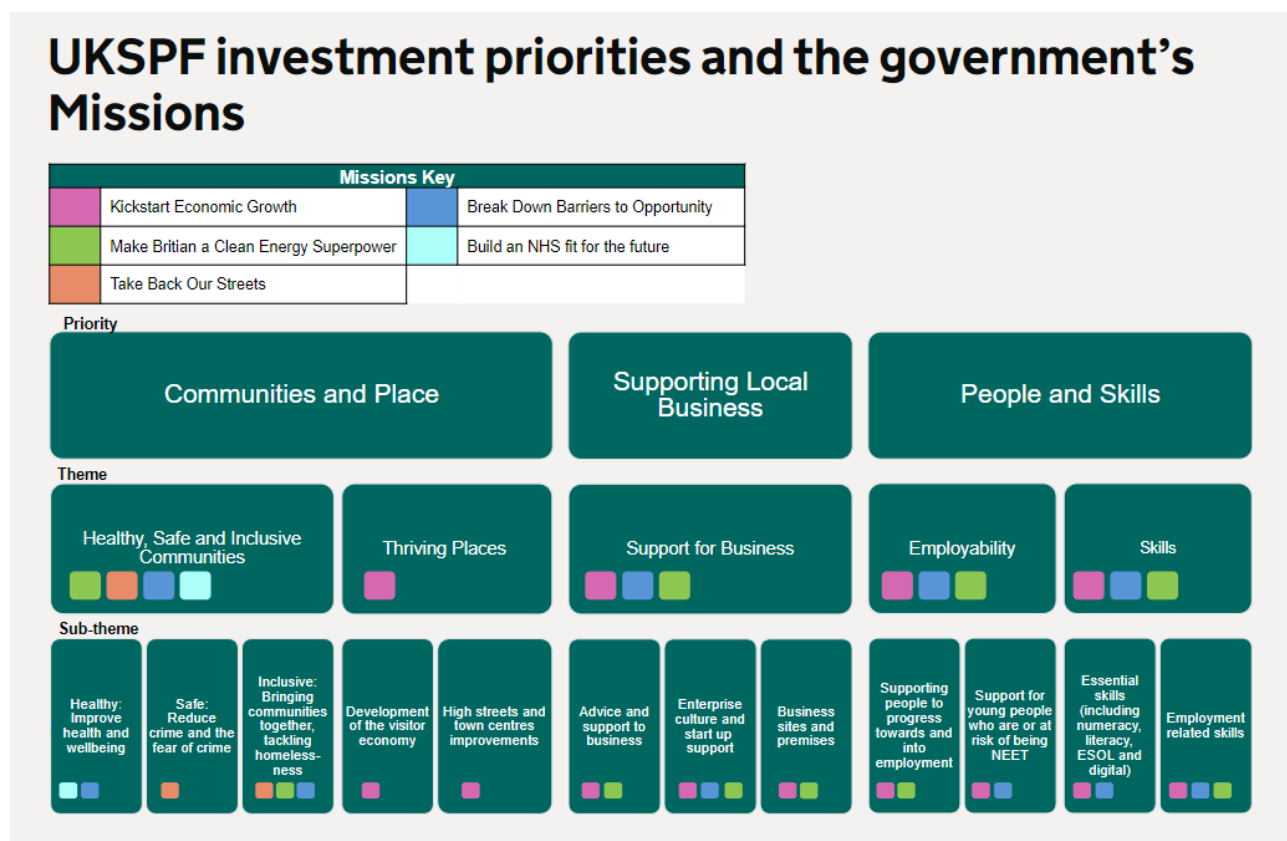 UKSPF investment priorities and the government's
Missions
Missions Key
Kickstart Economic Growth
Break Down Barriers to Opportunity
Make Britian a Clean Energy Superpower
Build an NHS fit for the future
Take Back Our Streets
Priority
Communities and Place
Supporting Local
Business
People and Skills
Theme
Healthy, Safe and Inclusive
Communities
Thriving Places
Support for Business
Employability
Skills
Sub-theme
Healthy:
Improve
health and
wellbeing
Safe:
Reduce
crime and the
fear of crime
Inclusive:
Bringing
communities
together,
tackling
homeless-
ness
Development
of the visitor
economy
High streets and
town centres
improvements
Advice and
support to
business
Enterprise
culture and
start up
support
Business
sites and
premises
Supporting
people to
progress
towards and
into
employment
Support for
young people
who are or at
risk of being
NEET
Essential
skills
(including
numeracy,
literacy,
ESOL and
digital)
Employment
related skills